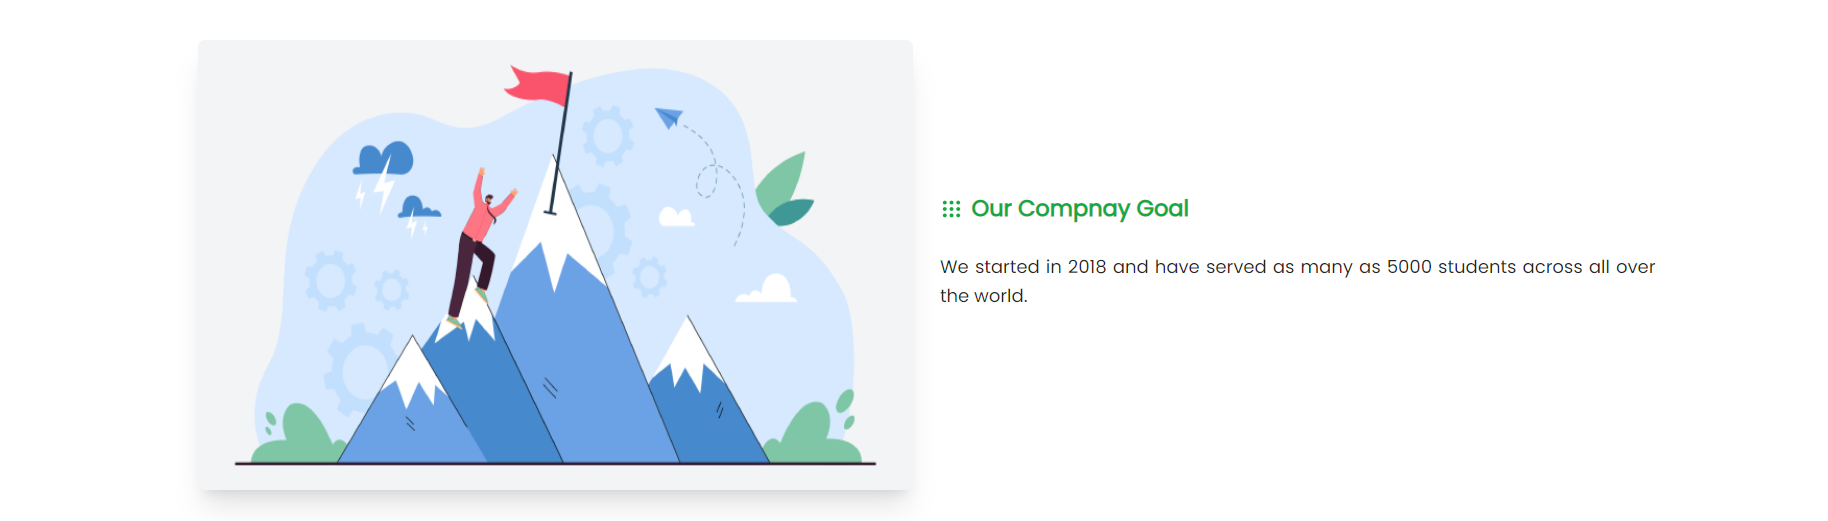 Our Compnay Goal
We started in 2018 and have served as many as 5000 students across all over
the world.